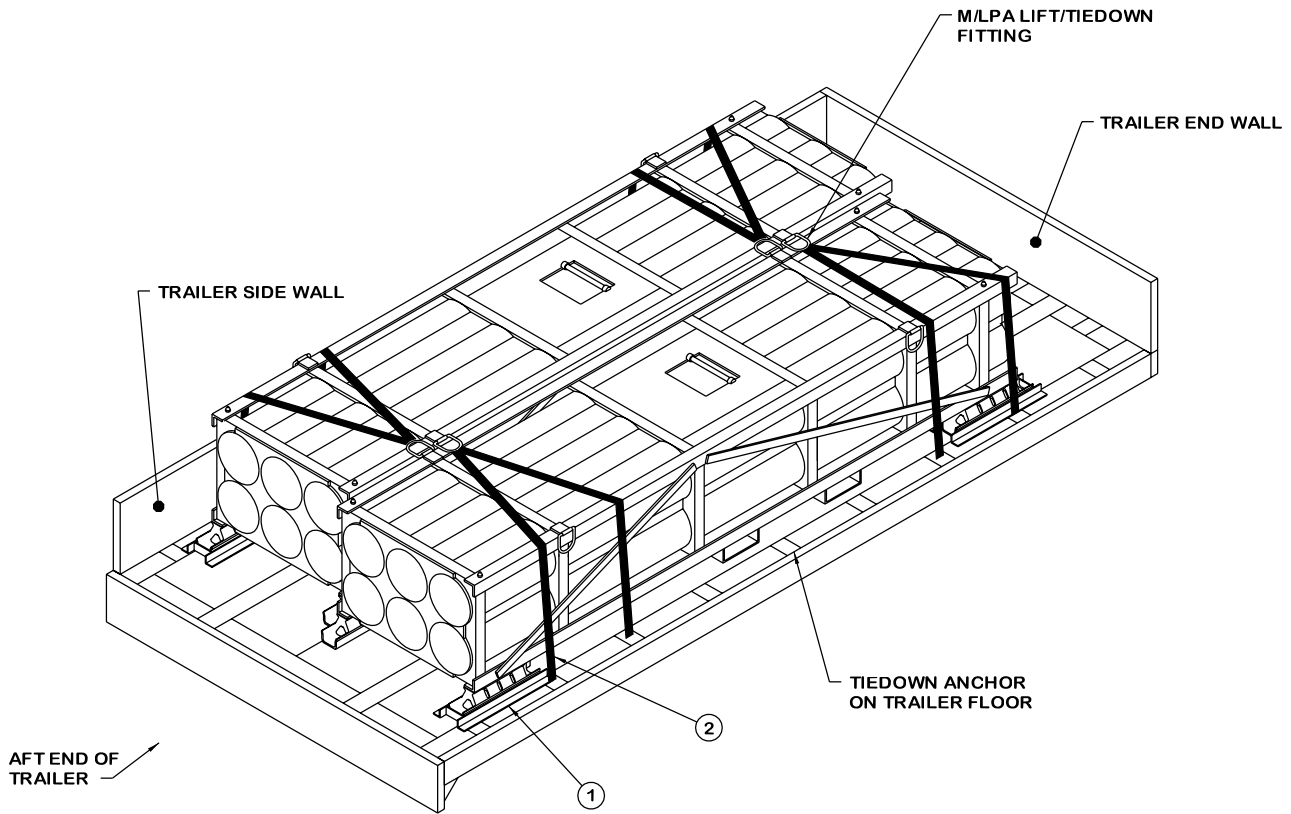 M/LPA LIFT/TIEDOWN
FITTING
TRAILER END WALL
TRAILER SIDE WALL
TIEDOWN ANCHOR
ON TRAILER FLOOR
2
AFT END OF
TRAILER
1